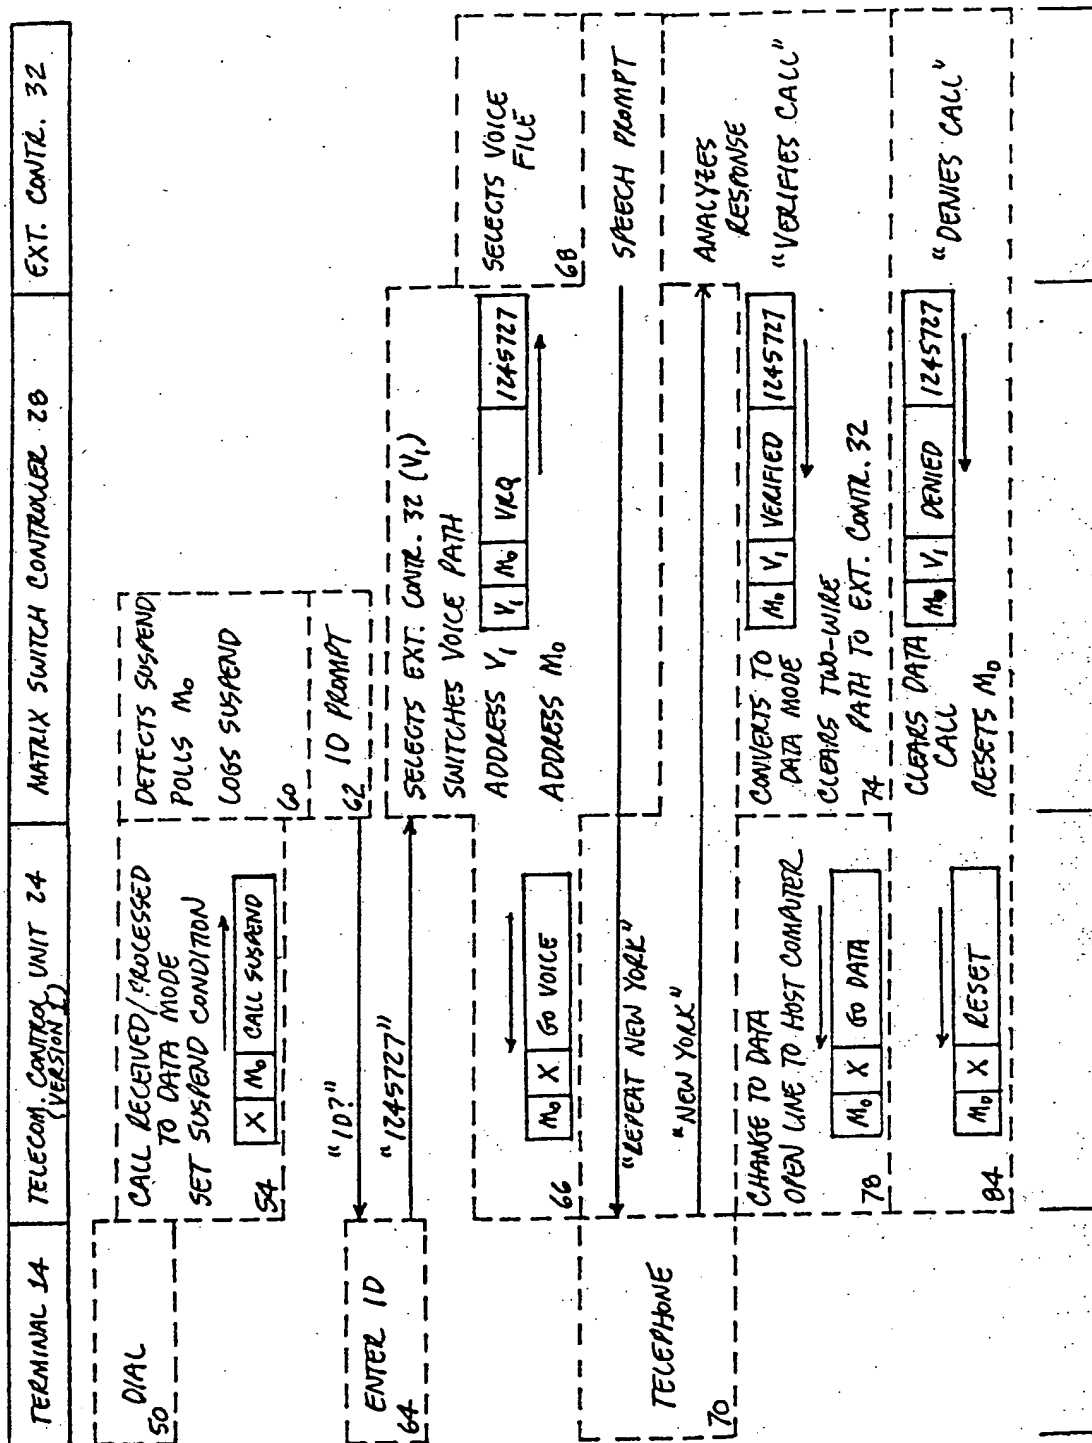 TERMINAL 14
TELECOM. CONTROL UNIT 24
(VERSION I)
MATRIX SWITCH CONTROLLER 28
EXT. CONTR. 32
DIAL
50
CALL RECEIVED/PROCESSED
TO DATA MODE
SET SUSPEND CONDITION
X M0 CALL SUSPEND
54
DETECTS SUSPEND
POLLS M0
LOGS SUSPEND
60
"ID?"
62 ID PROMPT
ENTER ID
64
"1245727"
SELECTS EXT. CONTR. 32 (V1)
SWITCHES VOICE PATH
ADDRESS V1
V1 M0 VRQ 1245727
ADDRESS M0
SELECTS VOICE
FILE
68
M0 X GO VOICE
66
SPEECH PROMPT
"REPEAT NEW YORK"
TELEPHONE
70
"NEW YORK"
ANALYZES
RESPONSE
"VERIFIES CALL"
CONVERTS TO
DATA MODE
M0 V1 VERIFIED 1245727
CLEARS TWO-WIRE
74 PATH TO EXT. CONTR. 32
CHANGE TO DATA
OPEN LINE TO HOST COMPUTER
M0 X GO DATA
78
"DENIES CALL"
M0 V1 DENIED 1245727
CLEARS DATA
CALL
RESETS M0
M0 X RESET
84